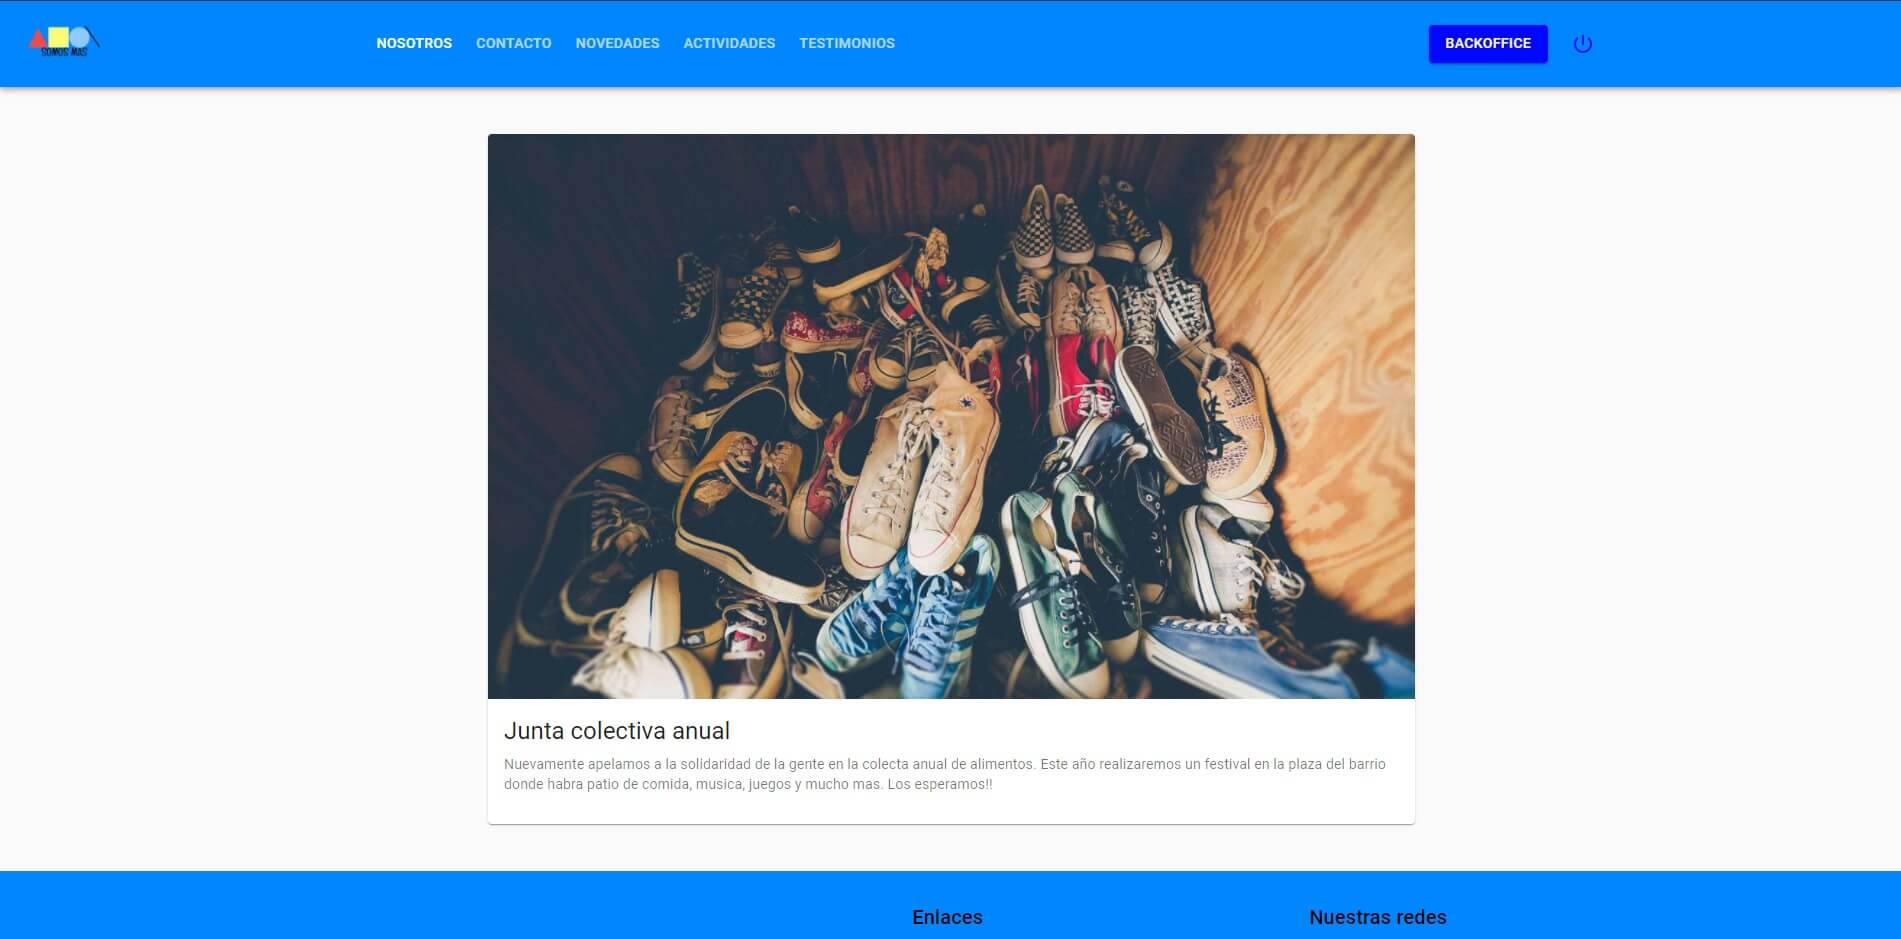 SOMOS MAS
NOSOTROS
CONTACTO
NOVEDADES
ACTIVIDADES
TESTIMONIOS
BACKOFFICE
Junta colectiva anual
Nuevamente apelamos a la solidaridad de la gente en la colecta anual de alimentos. Este año realizaremos un festival en la plaza del barrio
donde habra patio de comida, musica, juegos y mucho mas. Los esperamos!!
Enlaces
Nuestras redes